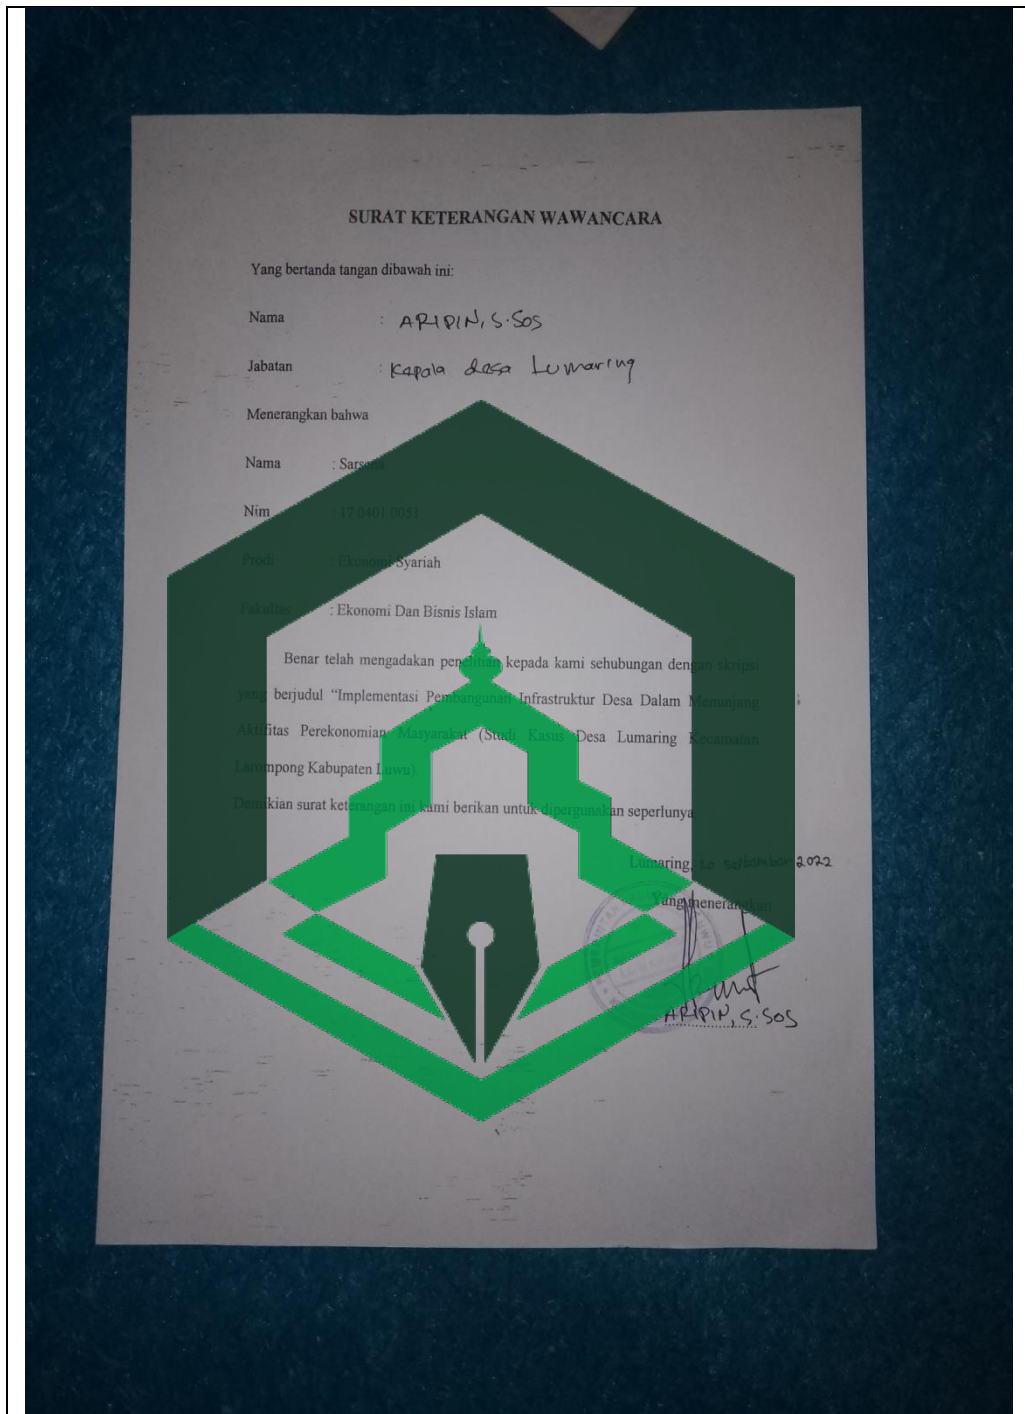 SURAT KETERANGAN WAWANCARA
Yang bertanda tangan dibawah ini:
Nama : ARIPIN, S.SOS
Jabatan : Kepala desa Lumaring
Menerangkan bahwa
Nama :
Nim : 17 0401 0051
Prodi : Ekonomi Syariah
Fakultas : Ekonomi Dan Bisnis Islam
Benar telah mengadakan penelitian kepada kami sehubungan dengan skripsi
yang berjudul “Implementasi Pembangunan Infrastruktur Desa Dalam Menunjang
Aktifitas Perekonomian Masyarakat (Studi Kasus Desa Lumaring Kecamatan
Larompong Kabupaten Luwu).
Demikian surat keterangan ini kami berikan untuk dipergunakan seperlunya
Lumaring, 2022
Yang menerangkan
LUWU
ARIPIN, S.SOS